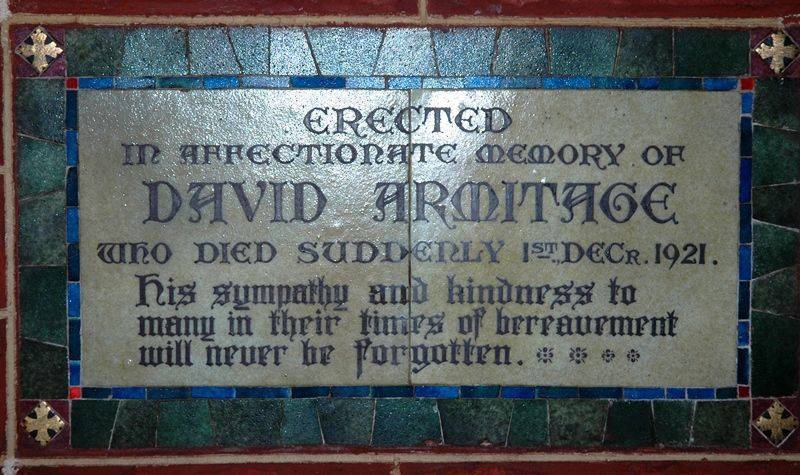 ERECTED
IN AFFECTIONATE MEMORY OF
DAVID ARMITAGE
WHO DIED SUDDENLY 1ST. DECR. 1921.
His sympathy and kindness to
many in their times of bereavement
will never be forgotten.